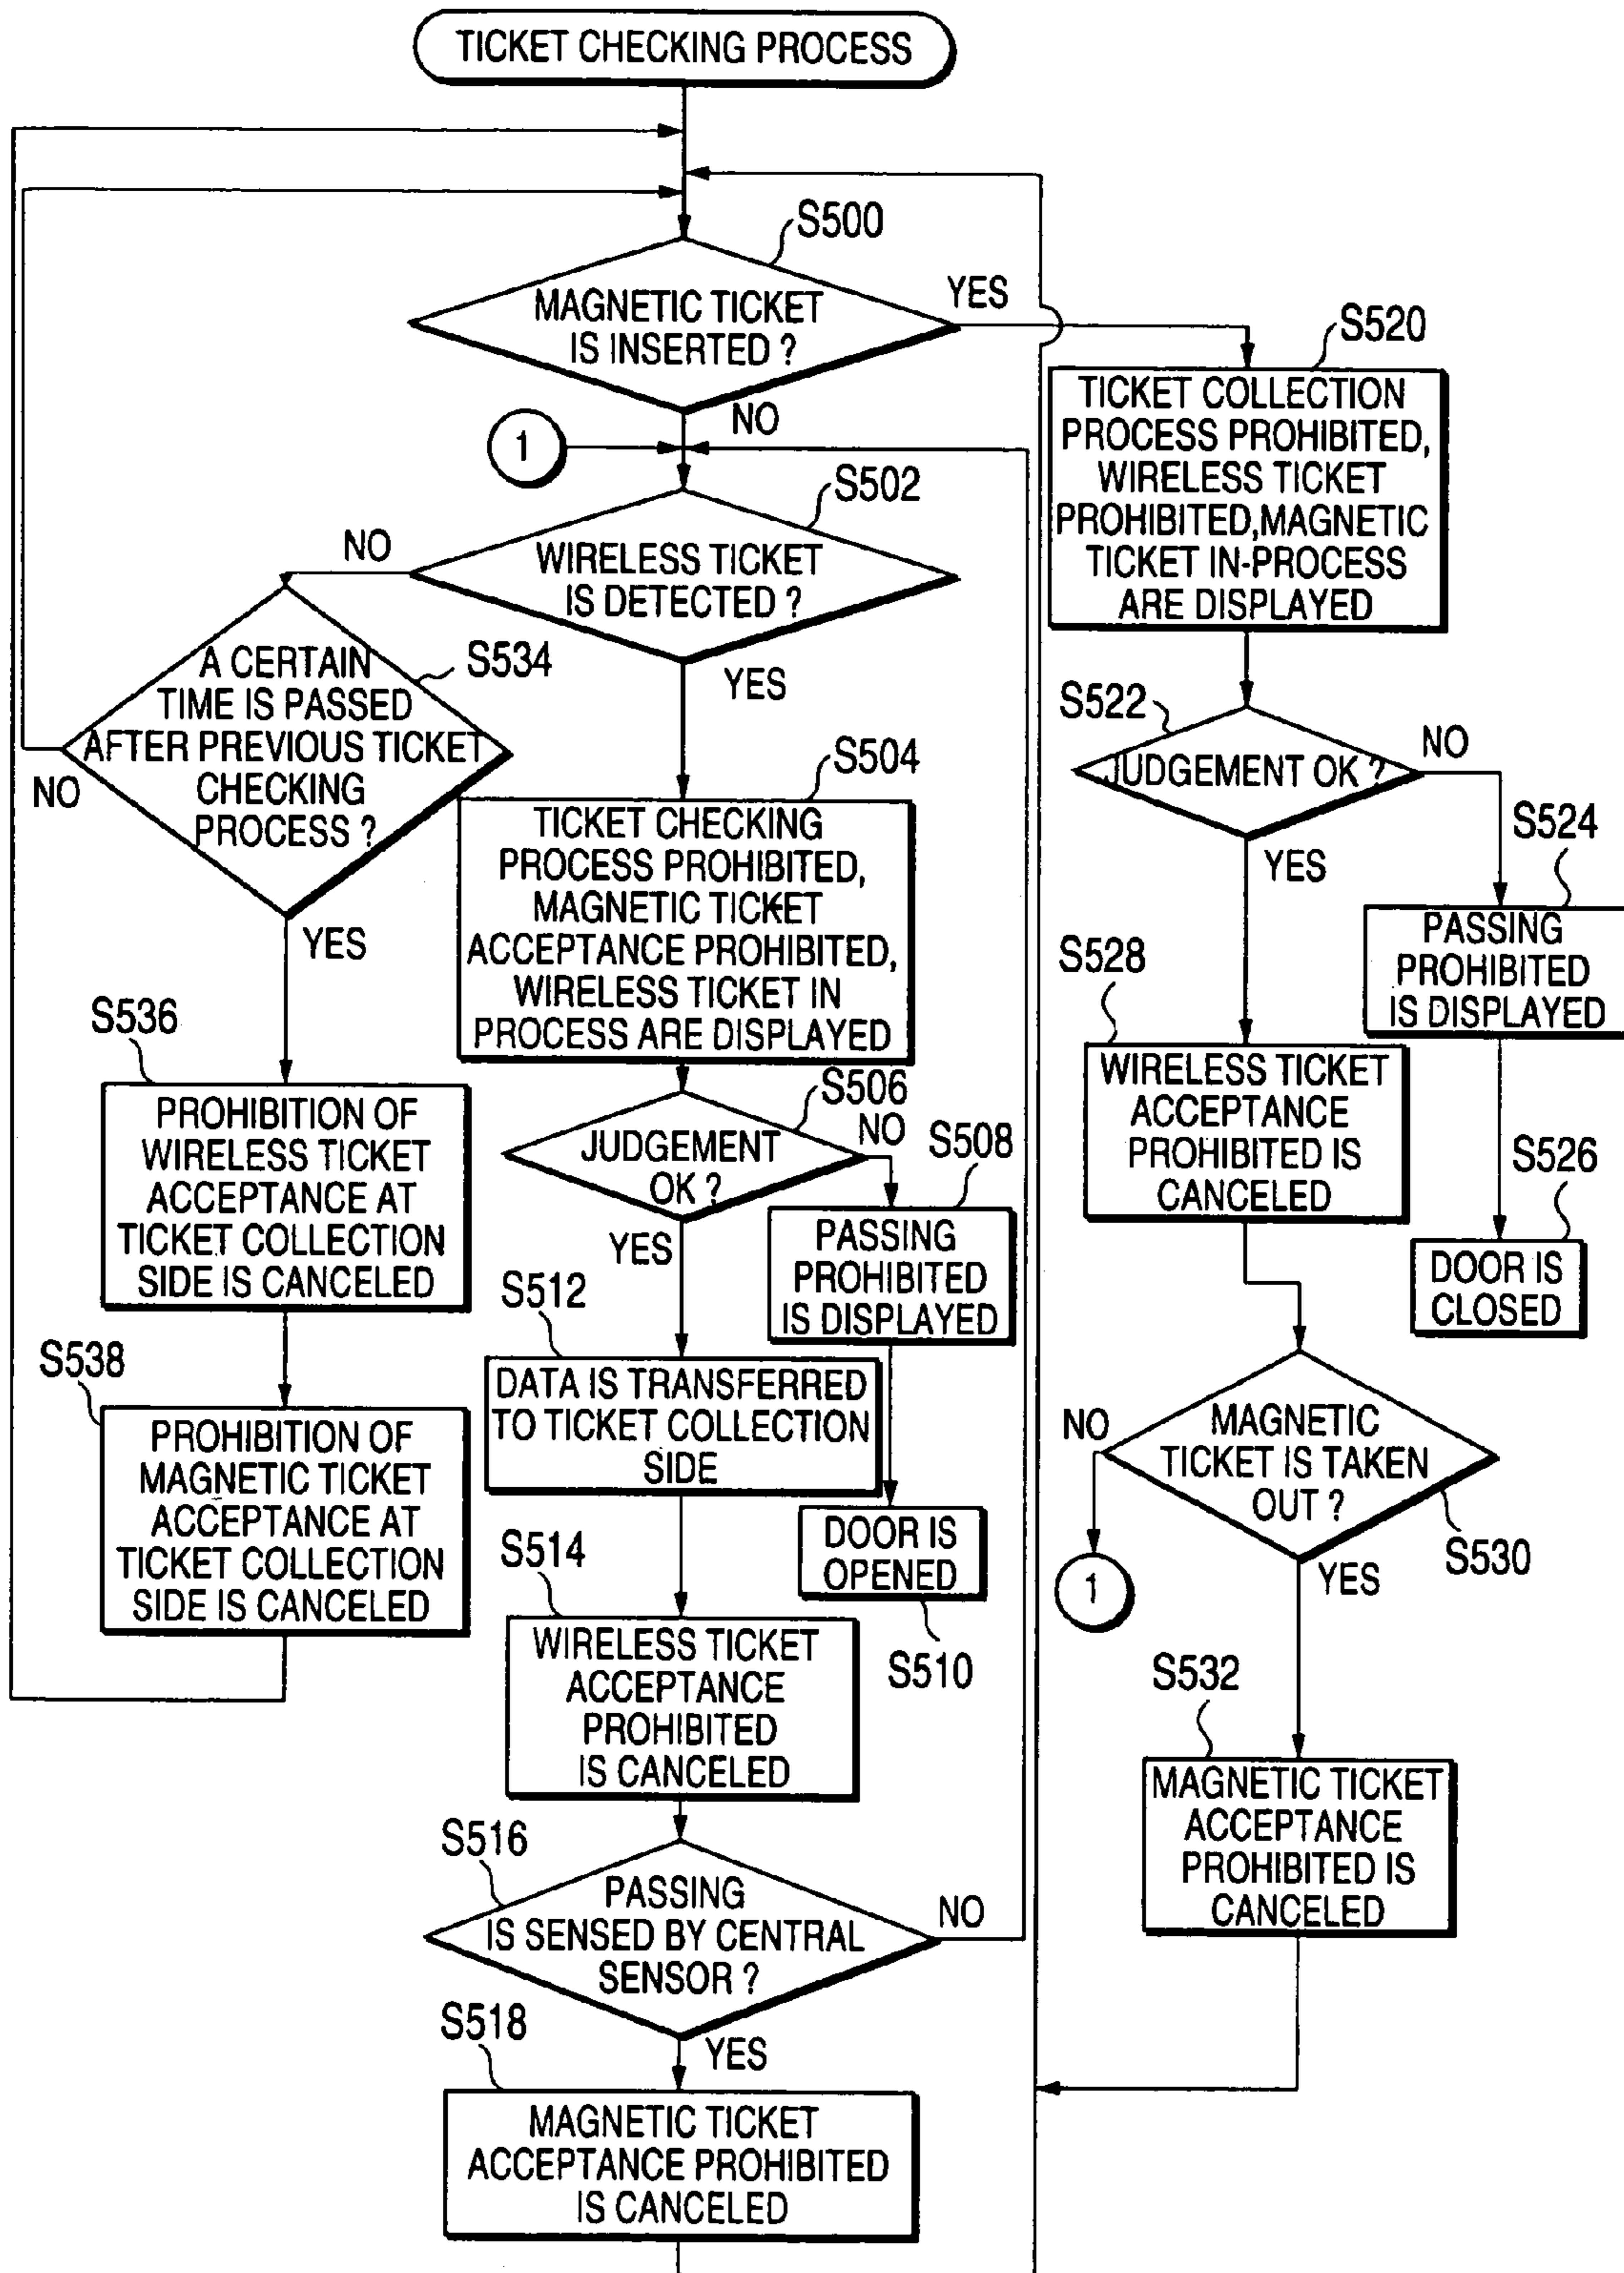 TICKET CHECKING PROCESS
S500
MAGNETIC TICKET
IS INSERTED ?
YES
NO
1
S502
WIRELESS TICKET
IS DETECTED ?
NO
YES
S534
A CERTAIN
TIME IS PASSED
AFTER PREVIOUS TICKET
CHECKING
PROCESS ?
NO
YES
S536
PROHIBITION OF
WIRELESS TICKET
ACCEPTANCE AT
TICKET COLLECTION
SIDE IS CANCELED
S538
PROHIBITION OF
MAGNETIC TICKET
ACCEPTANCE AT
TICKET COLLECTION
SIDE IS CANCELED
S504
TICKET CHECKING
PROCESS PROHIBITED,
MAGNETIC TICKET
ACCEPTANCE PROHIBITED,
WIRELESS TICKET IN
PROCESS ARE DISPLAYED
S506
JUDGEMENT
OK ?
NO
YES
S508
PASSING
PROHIBITED
IS DISPLAYED
DOOR IS
OPENED
S510
S512
DATA IS TRANSFERRED
TO TICKET COLLECTION
SIDE
S514
WIRELESS TICKET
ACCEPTANCE
PROHIBITED
IS CANCELED
S516
PASSING
IS SENSED BY CENTRAL
SENSOR ?
NO
YES
S518
MAGNETIC TICKET
ACCEPTANCE PROHIBITED
IS CANCELED
S520
TICKET COLLECTION
PROCESS PROHIBITED,
WIRELESS TICKET
PROHIBITED,MAGNETIC
TICKET IN-PROCESS
ARE DISPLAYED
S522
JUDGEMENT OK ?
NO
YES
S524
PASSING
PROHIBITED
IS DISPLAYED
S526
DOOR IS
CLOSED
S528
WIRELESS TICKET
ACCEPTANCE
PROHIBITED IS
CANCELED
MAGNETIC
TICKET IS TAKEN
OUT ?
S530
NO
1
YES
S532
MAGNETIC TICKET
ACCEPTANCE
PROHIBITED IS
CANCELED